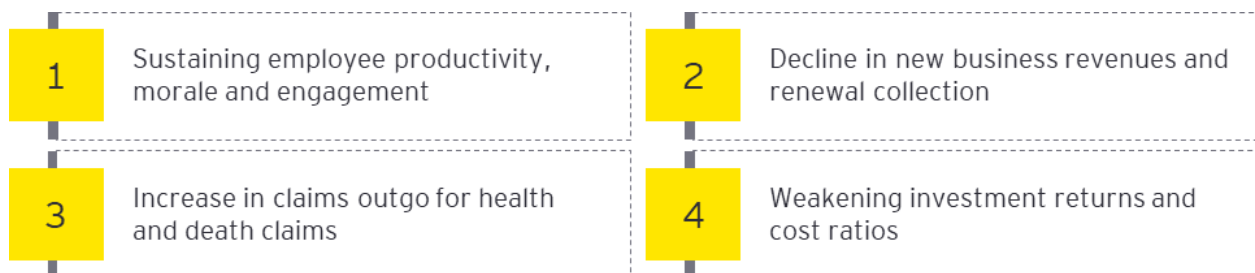 1
Sustaining employee productivity,
morale and engagement
2
Decline in new business revenues and
renewal collection
3
Increase in claims outgo for health
and death claims
4
Weakening investment returns and
cost ratios